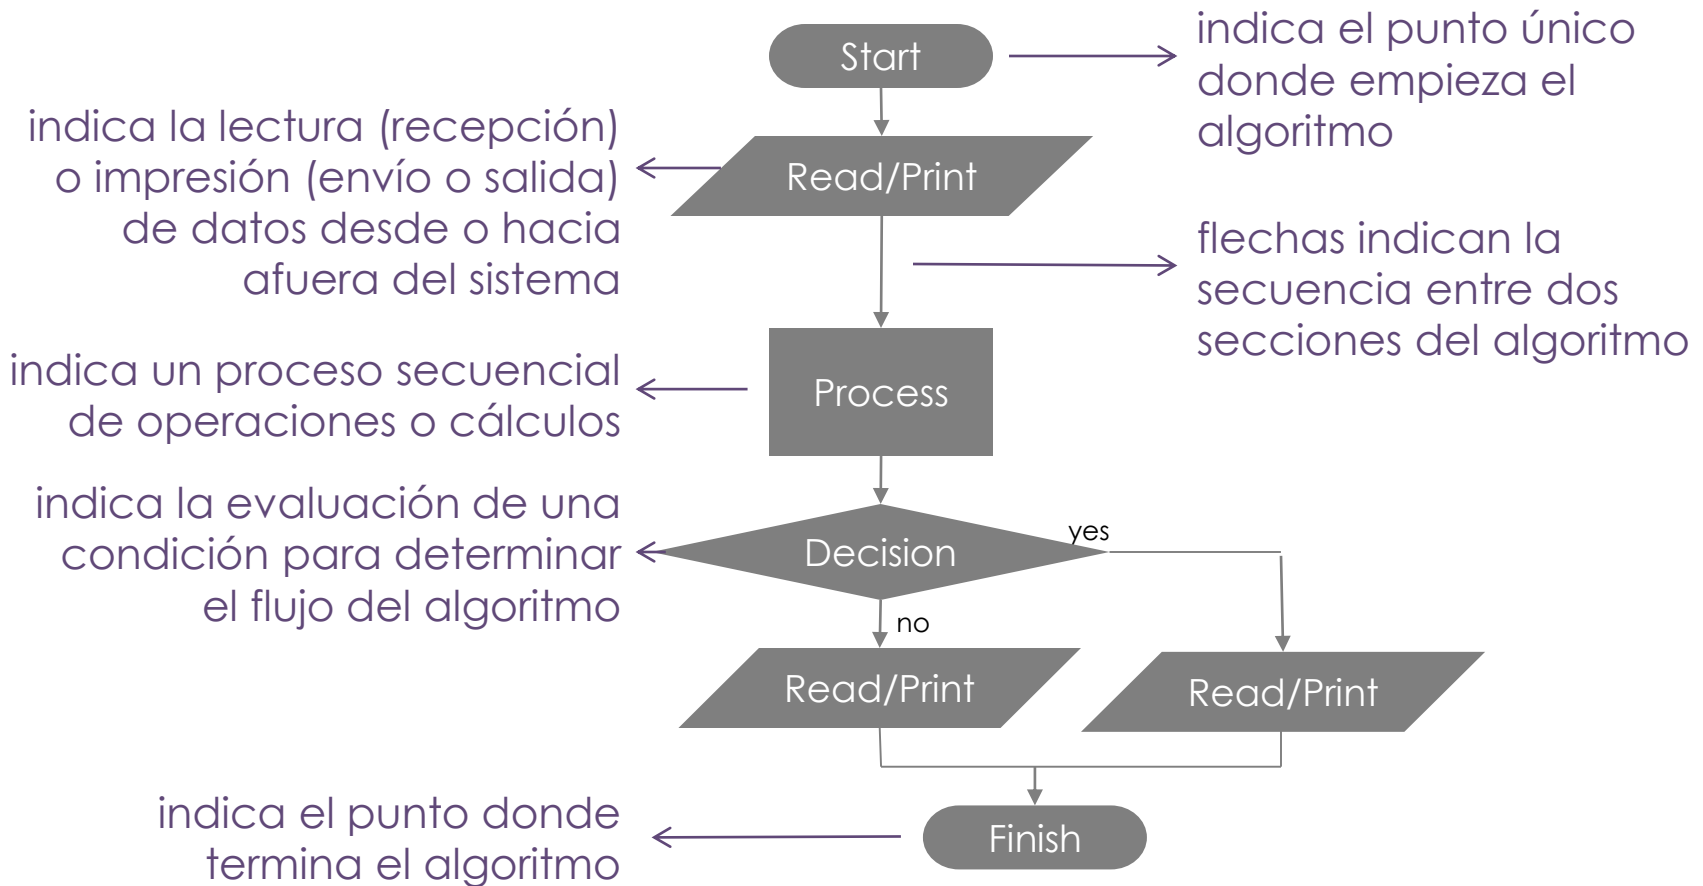 Start
indica el punto único
donde empieza el
algoritmo
indica la lectura (recepción)
o impresión (envío o salida)
de datos desde o hacia
afuera del sistema
Read/Print
flechas indican la
secuencia entre dos
secciones del algoritmo
indica un proceso secuencial
de operaciones o cálculos
Process
indica la evaluación de una
condición para determinar
el flujo del algoritmo
Decision
yes
no
Read/Print
Read/Print
indica el punto donde
termina el algoritmo
Finish